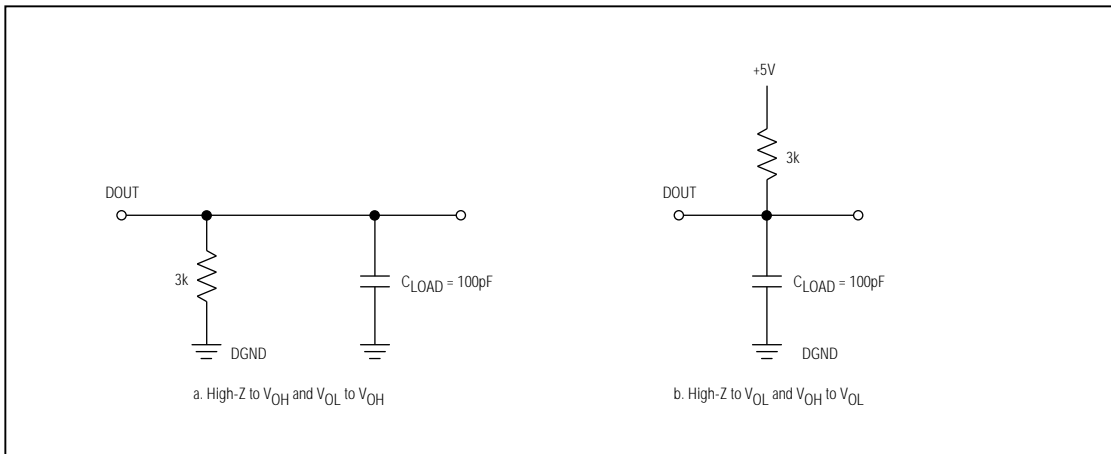 DOUT
3k
DGND
C_LOAD = 100pF
a. High-Z to V_OH and V_OL to V_OH
+5V
3k
DOUT
C_LOAD = 100pF
DGND
b. High-Z to V_OL and V_OH to V_OL